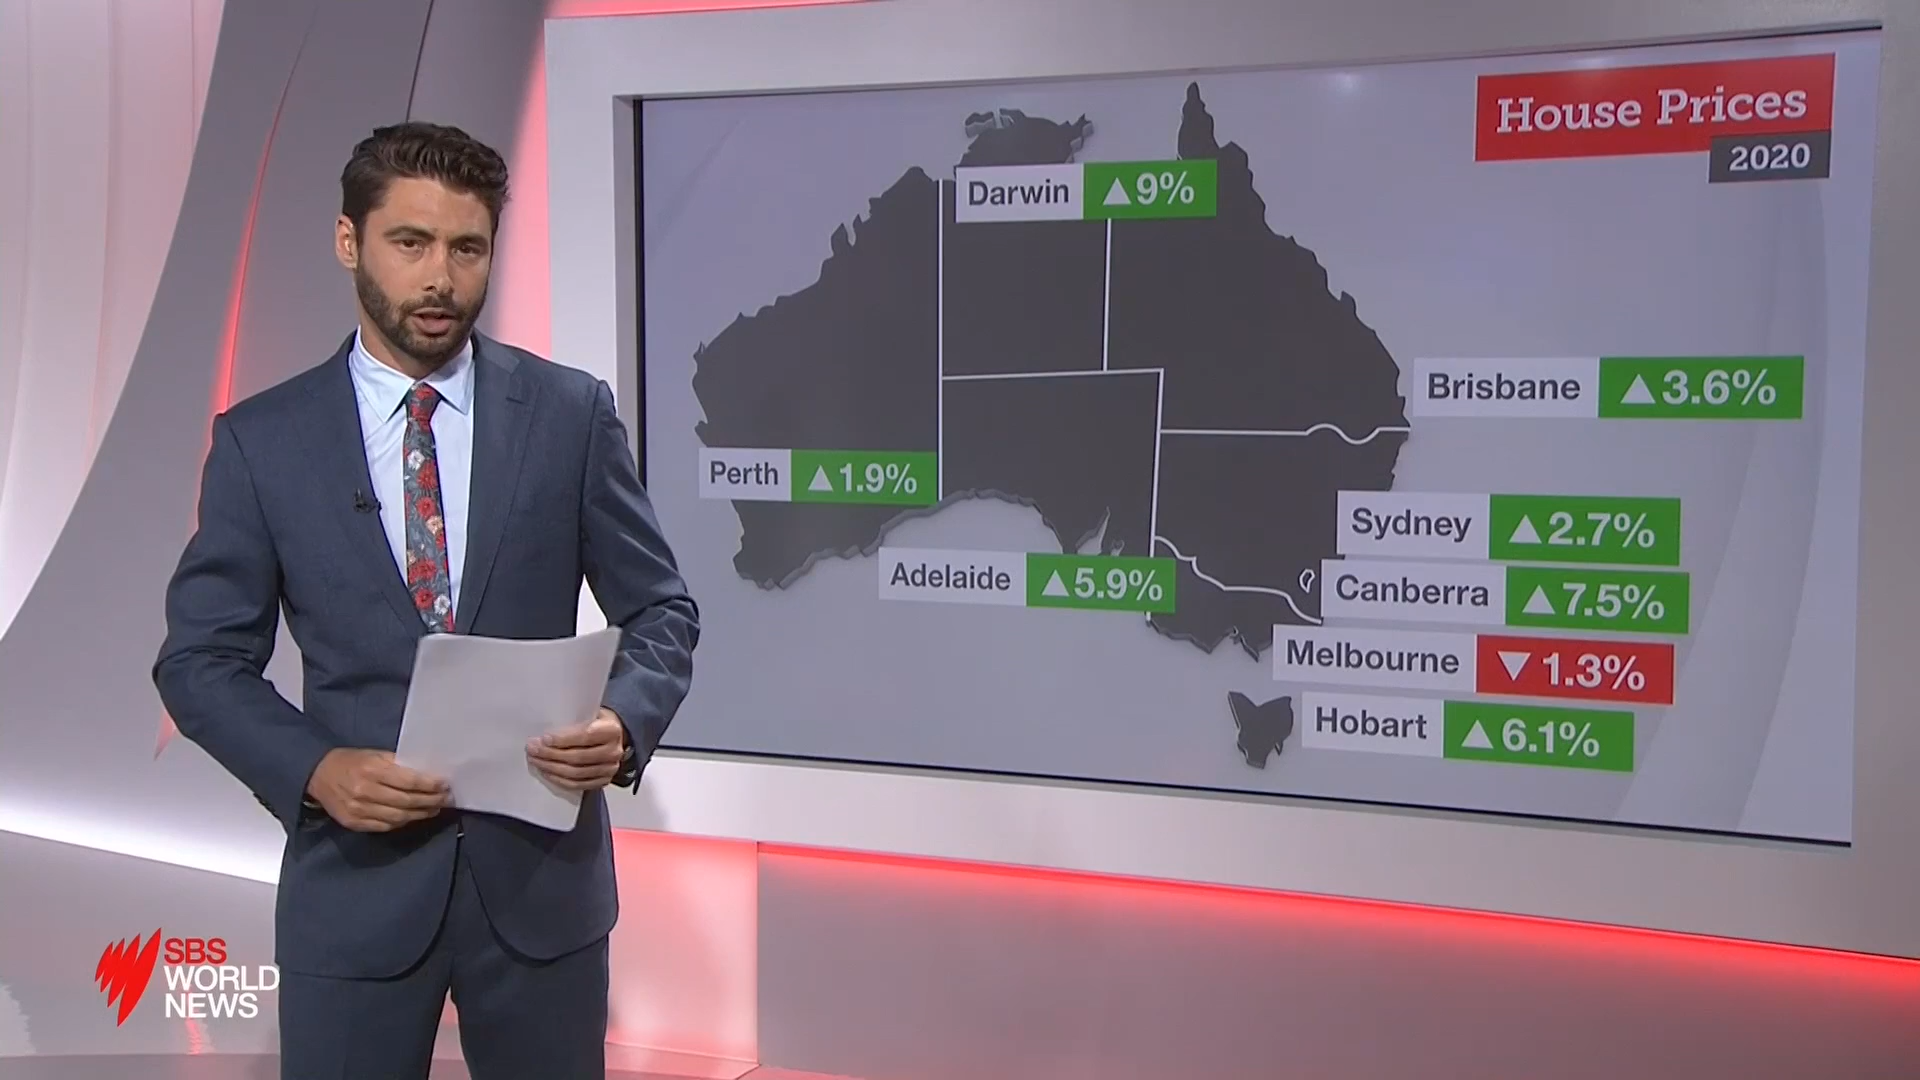 House Prices
2020
Darwin ▲9%
Brisbane ▲3.6%
Perth ▲1.9%
Sydney ▲2.7%
Adelaide ▲5.9%
Canberra ▲7.5%
Melbourne ▼1.3%
Hobart ▲6.1%
SBS
WORLD
NEWS